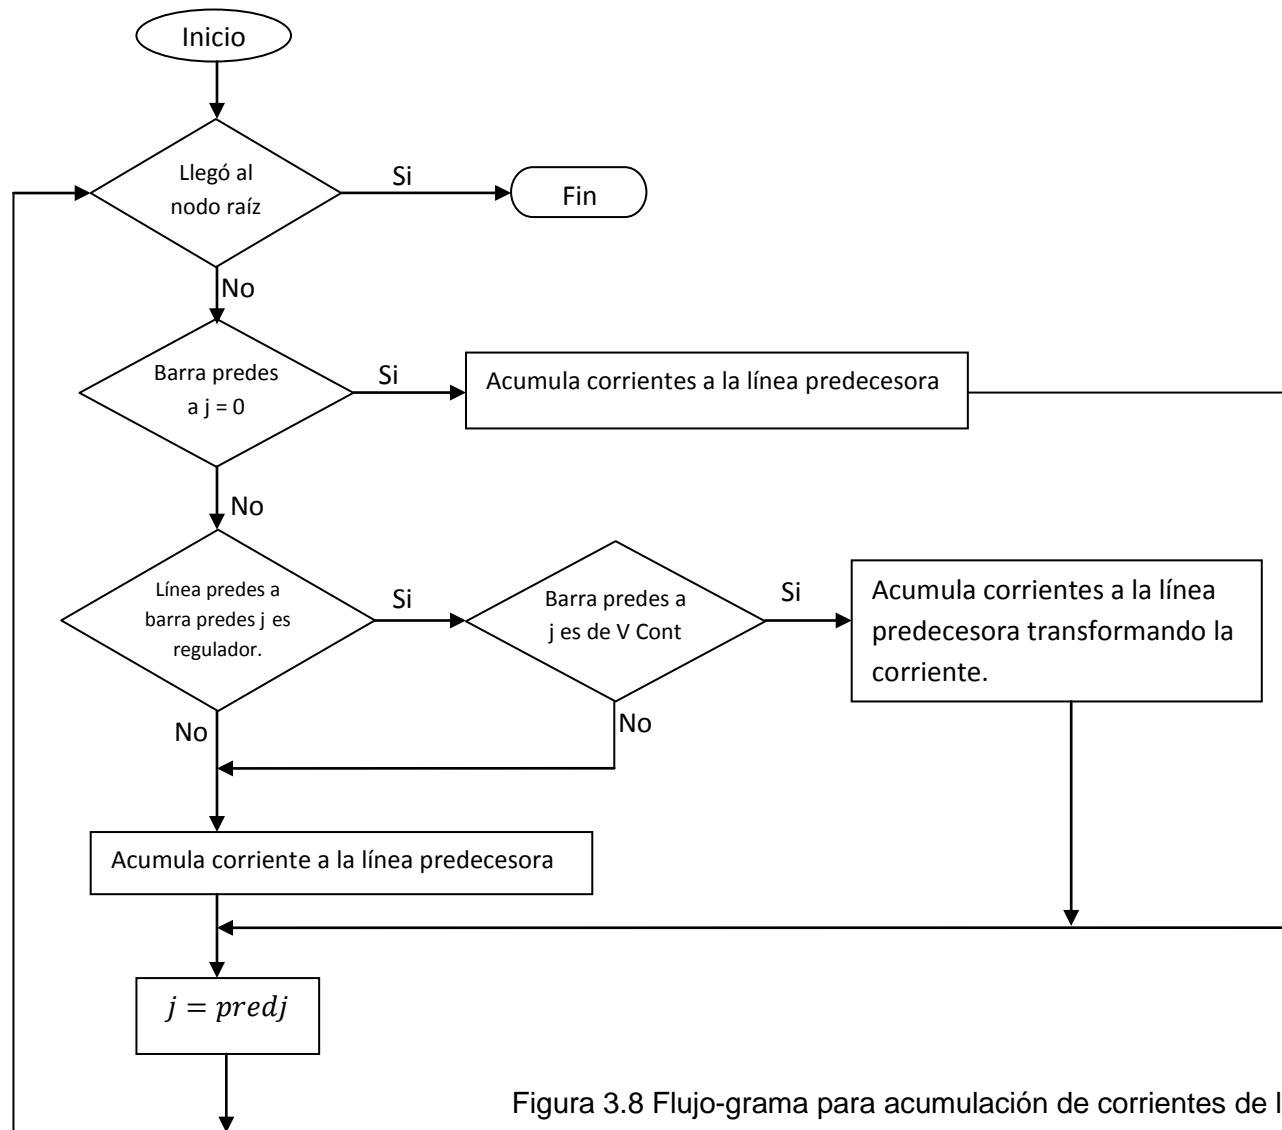 Inicio
Llegó al
nodo raíz
Si
Fin
No
Barra predes
a j = 0
Si
Acumula corrientes a la línea predecesora
No
Línea predes a
barra predes j es
regulador.
Si
Barra predes a
j es de V Cont
Si
Acumula corrientes a la línea
predecesora transformando la
corriente.
No
No
Acumula corriente a la línea predecesora
j = predj
Figura 3.8 Flujo-grama para acumulación de corrientes de l